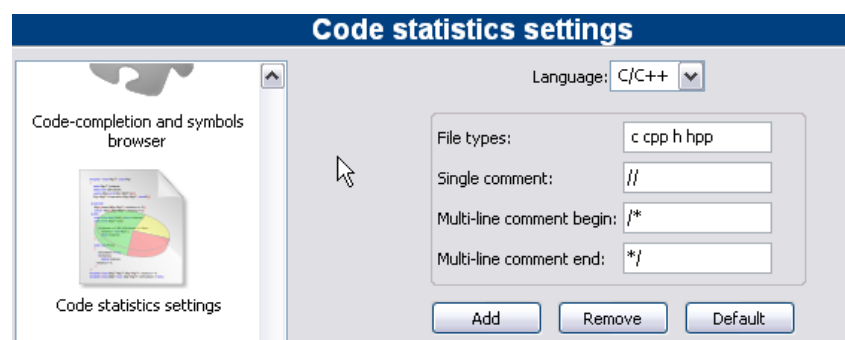 Code statistics settings
Language: C/C++
Code-completion and symbols
browser
File types: c cpp h hpp
Single comment: //
Multi-line comment begin: /*
Multi-line comment end: */
Code statistics settings
Add Remove Default